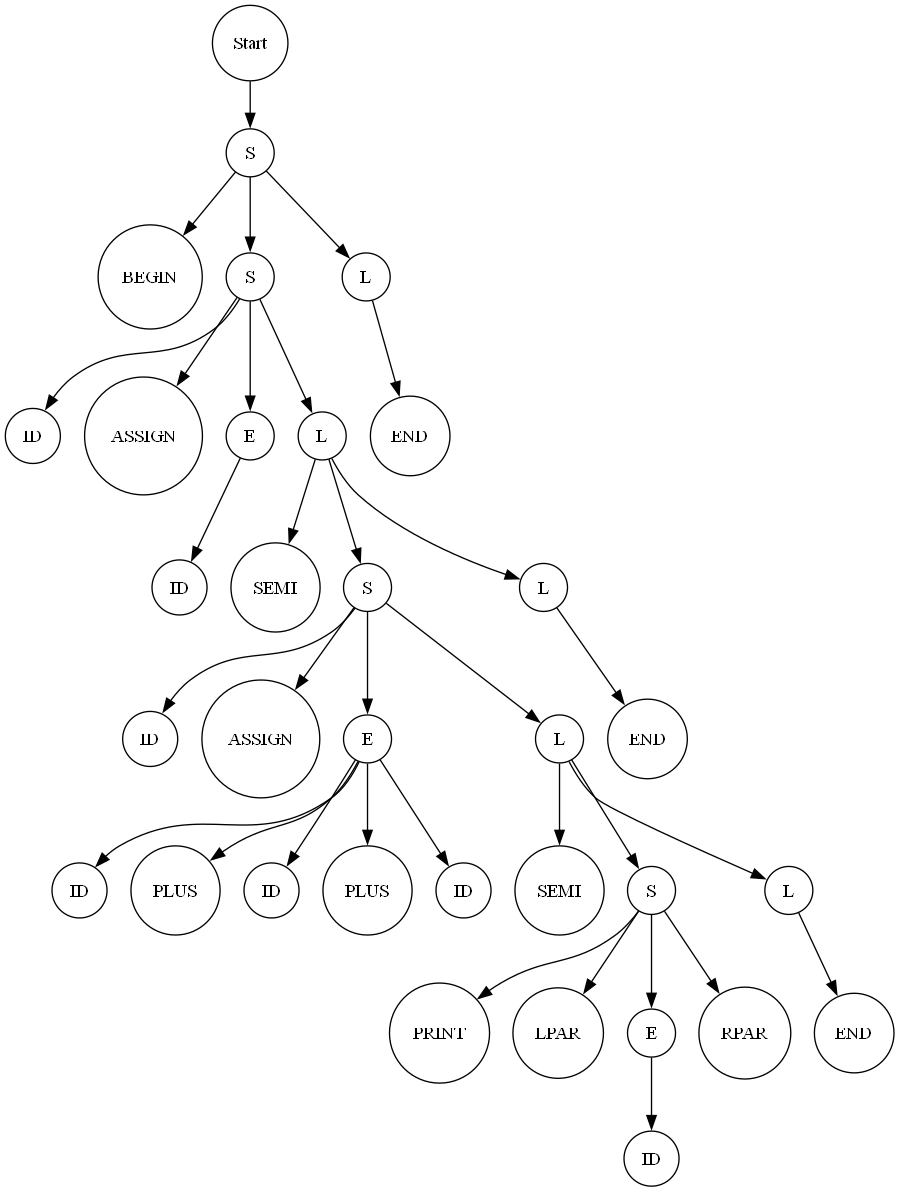 Start
S
BEGIN S L
ID ASSIGN E L END
ID SEMI S L
ID ASSIGN E L END
ID PLUS ID PLUS ID SEMI S L
PRINT LPAR E RPAR END
ID